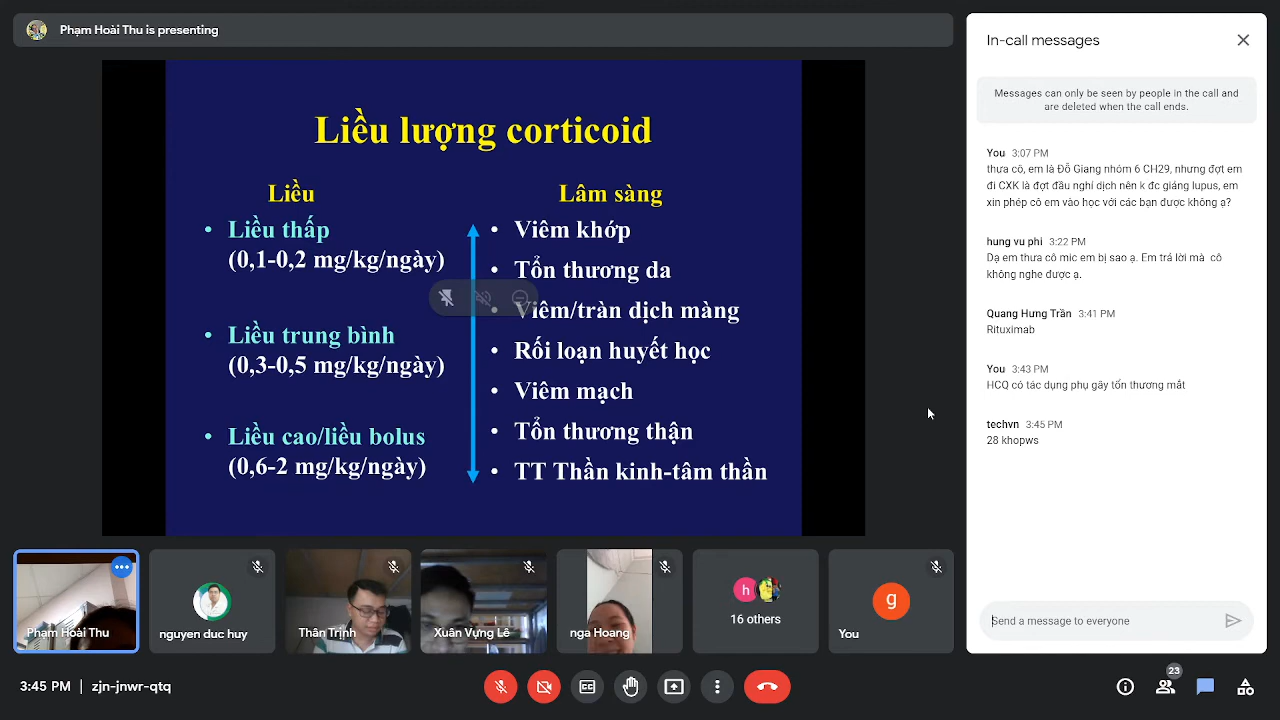 Phạm Hoài Thu is presenting
Liều lượng corticoid
Liều
• Liều thấp
(0,1-0,2 mg/kg/ngày)
• Liều trung bình
(0,3-0,5 mg/kg/ngày)
• Liều cao/liều bolus
(0,6-2 mg/kg/ngày)
Lâm sàng
• Viêm khớp
• Tổn thương da
• Viêm/tràn dịch màng
• Rối loạn huyết học
• Viêm mạch
• Tổn thương thận
• TT Thần kinh-tâm thần
Phạm Hoài Thu
nguyen duc huy
Thân Trịnh
Xuân Vựng Lê
nga Hoang
h
16 others
g
You
3:45 PM | zjn-jnwr-qtq
In-call messages
Messages can only be seen by people in the call and
are deleted when the call ends.
You 3:07 PM
thưa cô, em là Đỗ Giang nhóm 6 CH29, nhưng đợt em
đi CXK là đợt đầu nghỉ dịch nên k đc giảng lupus, em
xin phép cô em vào học với các bạn được không ạ?
hung vu phi 3:22 PM
Dạ em thưa cô mic em bị sao ạ. Em trả lời mà cô
không nghe được ạ.
Quang Hưng Trần 3:41 PM
Rituximab
You 3:43 PM
HCQ có tác dụng phụ gây tổn thương mắt
techvn 3:45 PM
28 khopws
Send a message to everyone
23